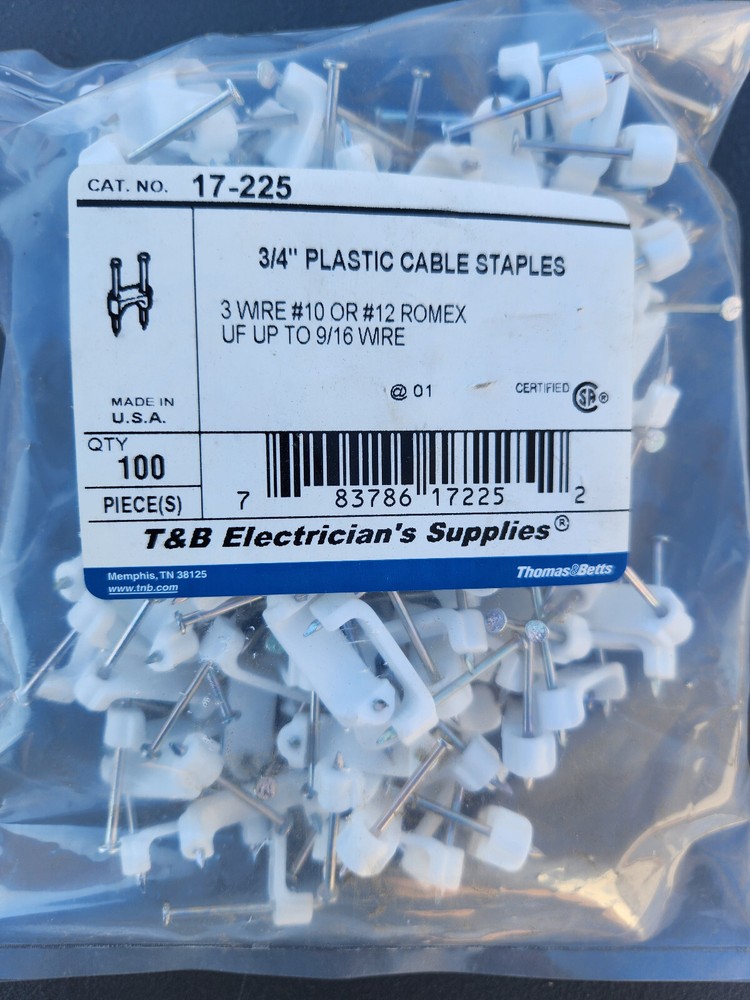 CAT. NO. 17-225
3/4" PLASTIC CABLE STAPLES
3 WIRE #10 OR #12 ROMEX
UF UP TO 9/16 WIRE
@ 01 CERTIFIED SA ®
MADE IN
U.S.A.
QTY
100
PIECE(S)
7 83786 17225 2
T&B Electrician's Supplies®
Memphis, TN 38125
www.tnb.com
Thomas&Betts